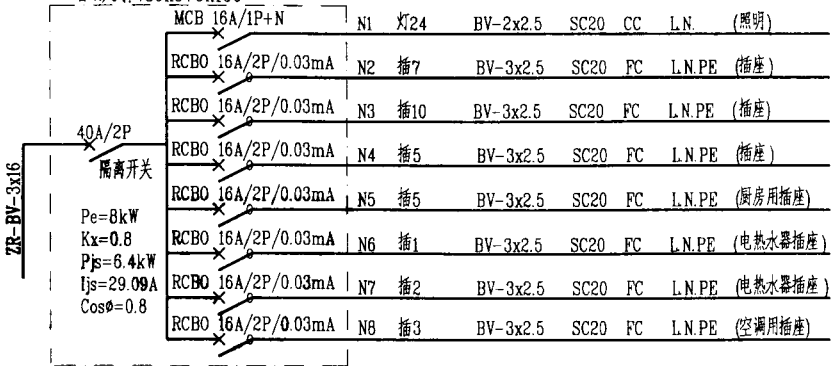 MCB 16A/1P+N N1 灯24 BV-2x2.5 SC20 CC L.N. (照明)
RCBO 16A/2P/0.03mA N2 插7 BV-3x2.5 SC20 FC L.N.PE (插座)
RCBO 16A/2P/0.03mA N3 插10 BV-3x2.5 SC20 FC L.N.PE (插座)
40A/2P
隔离开关
RCBO 16A/2P/0.03mA N4 插5 BV-3x2.5 SC20 FC L.N.PE (插座)
RCBO 16A/2P/0.03mA N5 插5 BV-3x2.5 SC20 FC L.N.PE (厨房用插座)
RCBO 16A/2P/0.03mA N6 插1 BV-3x2.5 SC20 FC L.N.PE (电热水器插座)
RCBO 16A/2P/0.03mA N7 插2 BV-3x2.5 SC20 FC L.N.PE (电热水器插座)
RCBO 16A/2P/0.03mA N8 插3 BV-3x2.5 SC20 FC L.N.PE (空调用插座)
ZR-BV-3x16
Pe=8kW
Kx=0.8
Pjs=6.4kW
Ijs=29.09A
Cosø=0.8